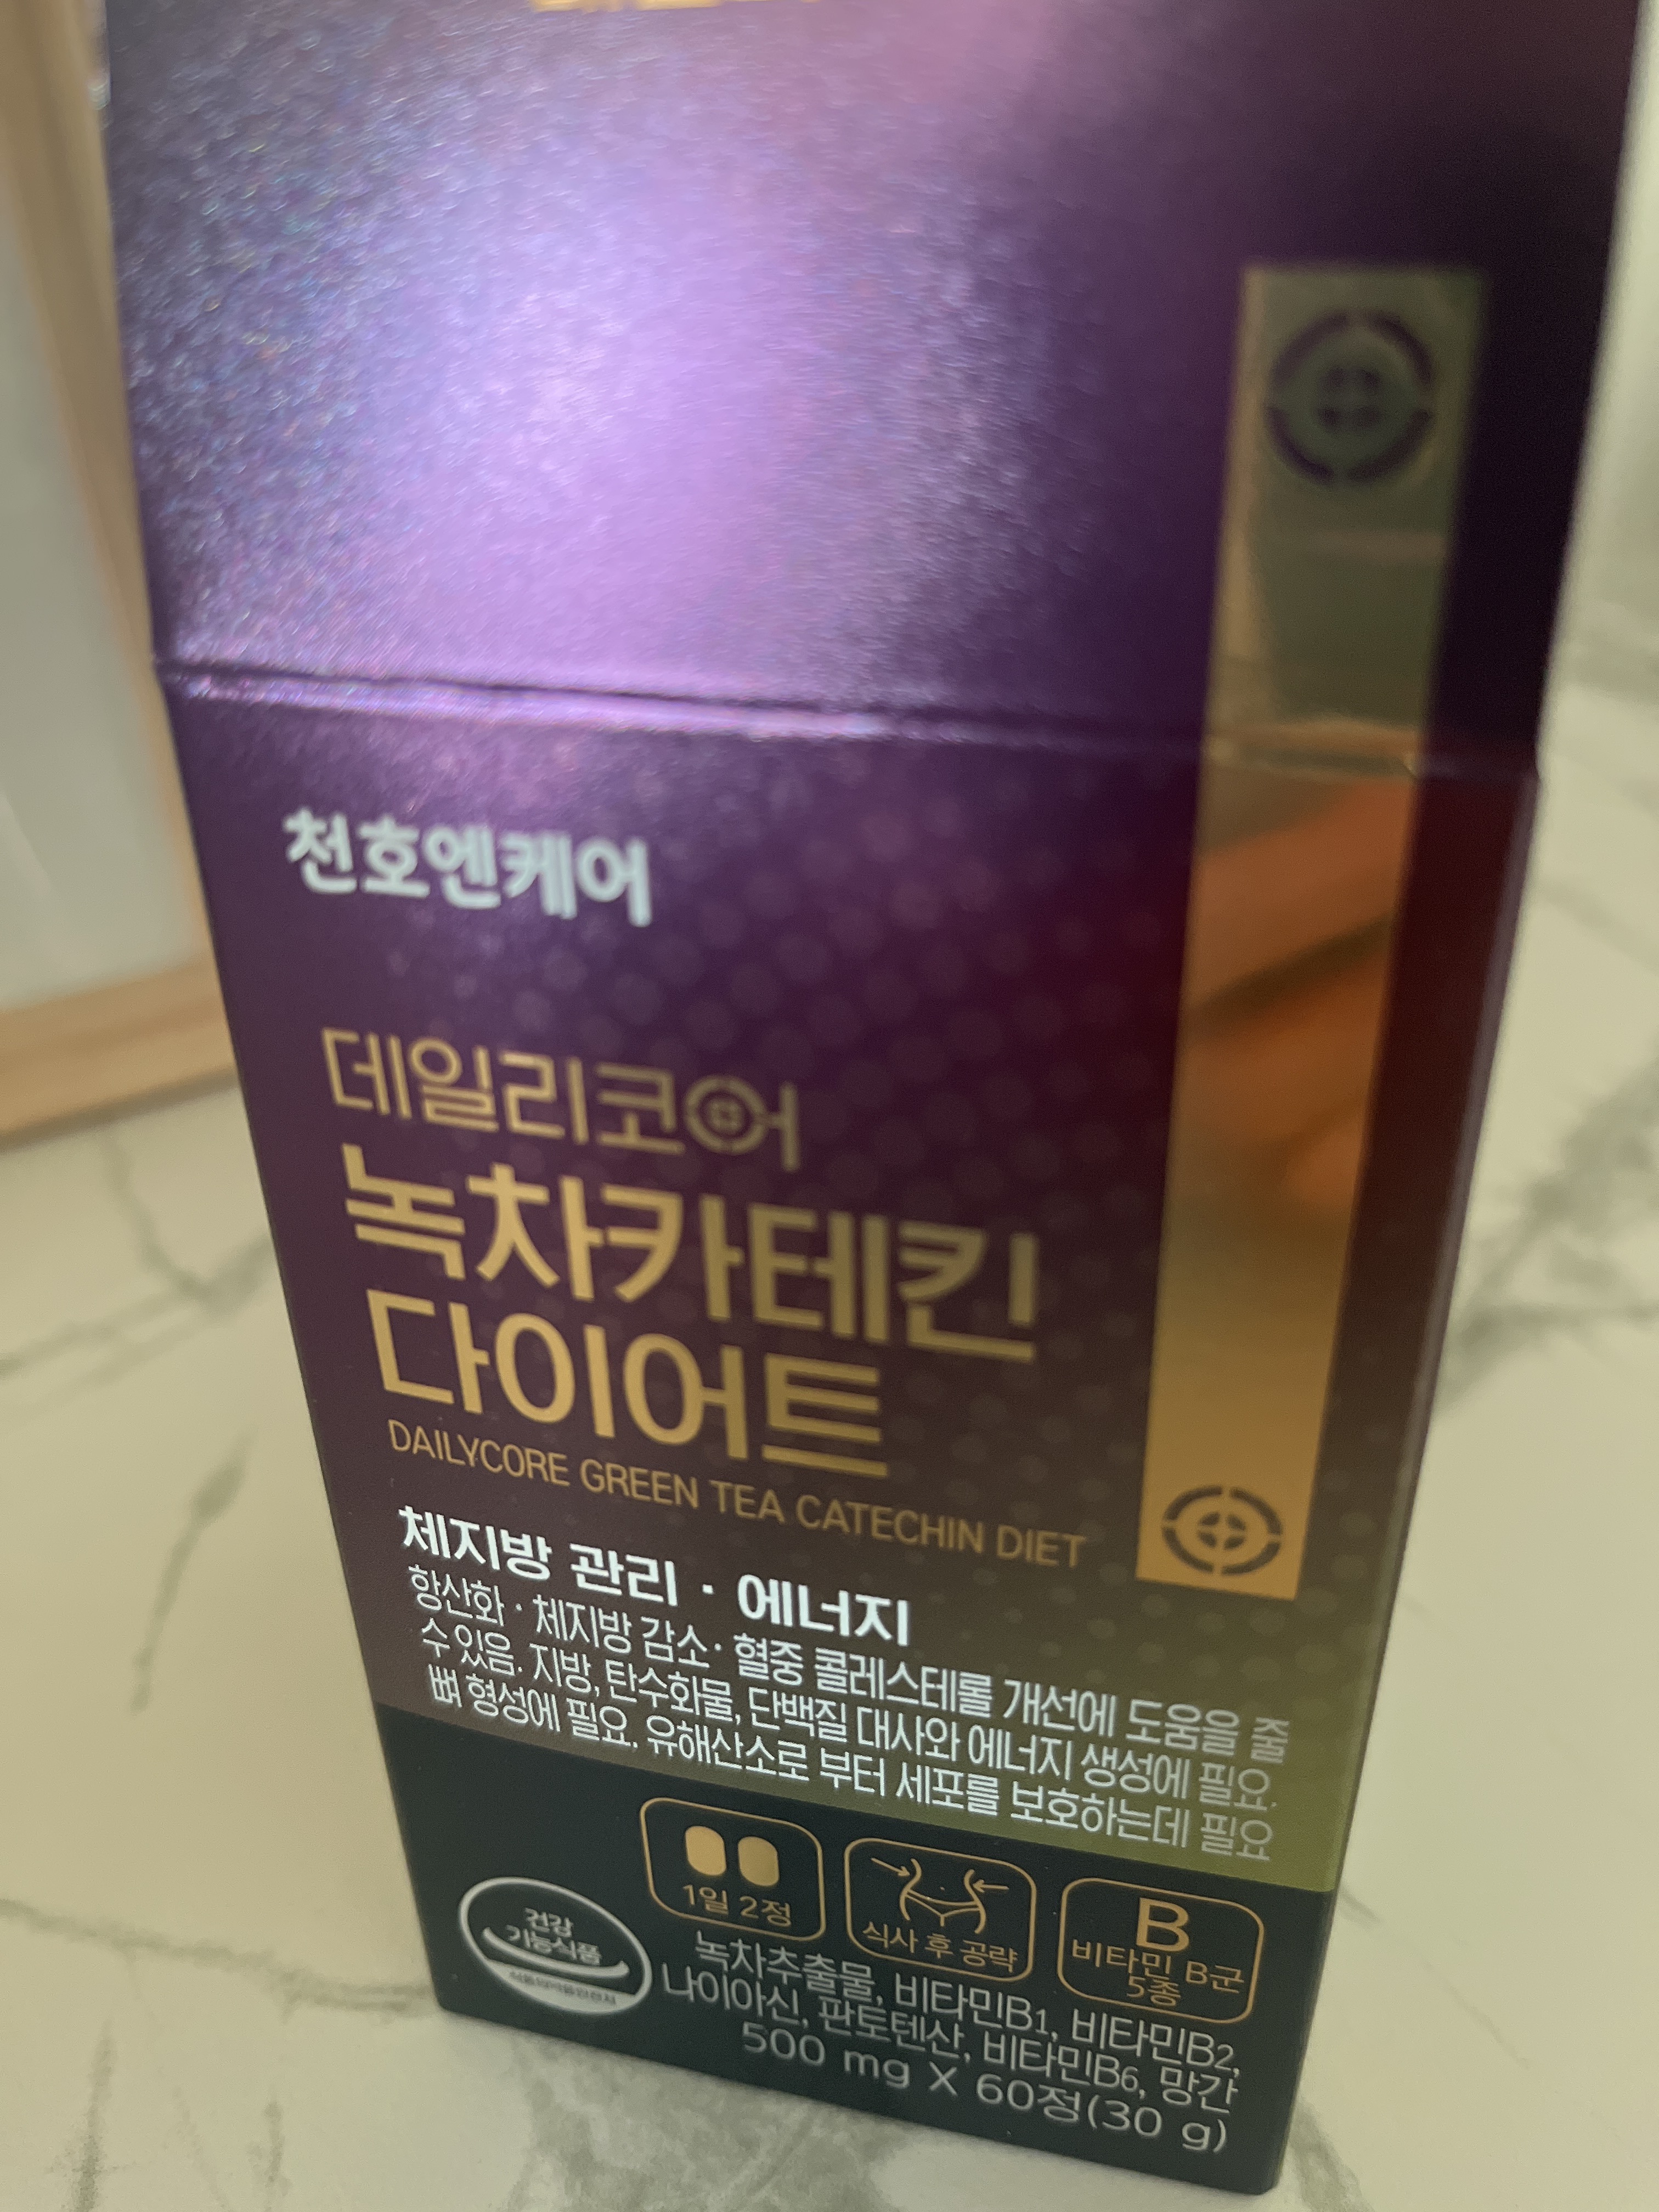 천호엔케어
데일리코어
녹차카테킨
다이어트
DAILYCORE GREEN TEA CATECHIN DIET
체지방 관리 · 에너지
항산화 · 체지방 감소 · 혈중 콜레스테롤 개선에 도움을 줄
수 있음. 지방, 탄수화물, 단백질 대사와 에너지 생성에 필요.
뼈 형성에 필요. 유해산소로 부터 세포를 보호하는데 필요
1일 2정
식사 후 공략
B
비타민 B군
5종
건강
기능식품
식품의약품안전처
녹차추출물, 비타민B1, 비타민B2,
나이아신, 판토텐산, 비타민B6, 망간
500 mg X 60정(30 g)